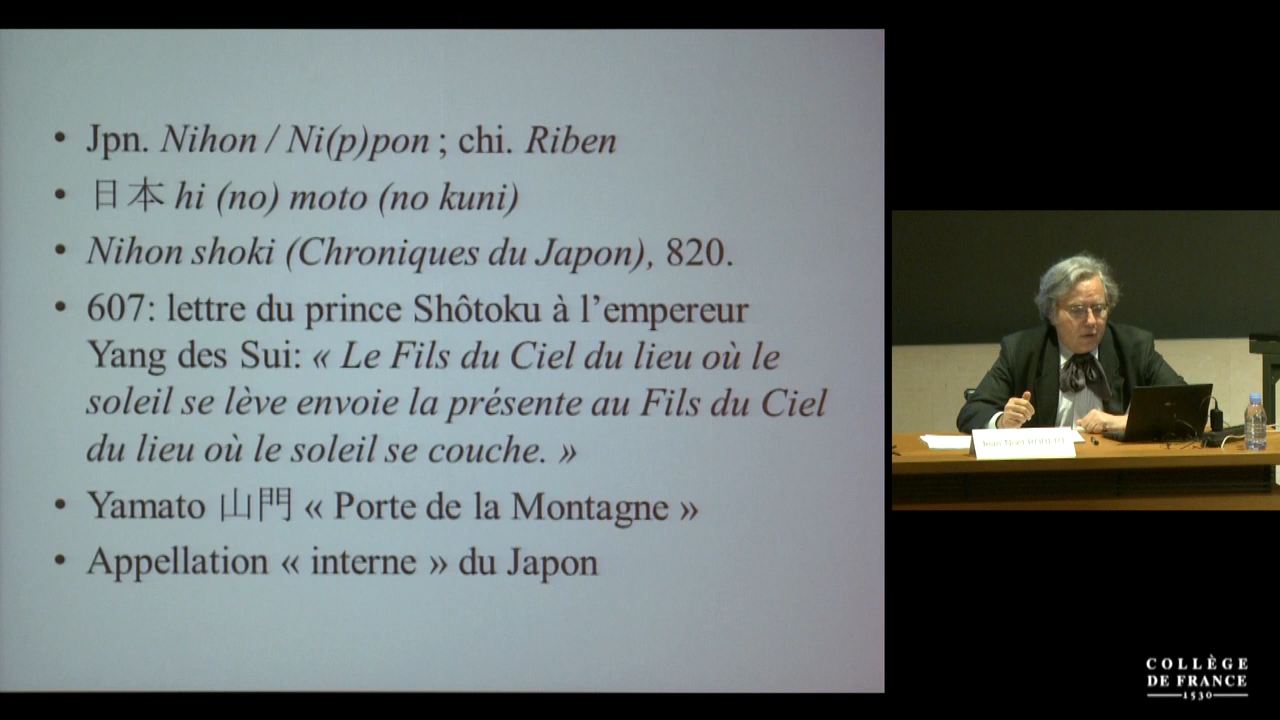 • Jpn. Nihon / Ni(p)pon ; chi. Riben
• 日本 hi (no) moto (no kuni)
• Nihon shoki (Chroniques du Japon), 820.
• 607: lettre du prince Shôtoku à l’empereur
Yang des Sui: « Le Fils du Ciel du lieu où le
soleil se lève envoie la présente au Fils du Ciel
du lieu où le soleil se couche. »
• Yamato 山門 « Porte de la Montagne »
• Appellation « interne » du Japon
COLLÈGE
DE FRANCE
1530